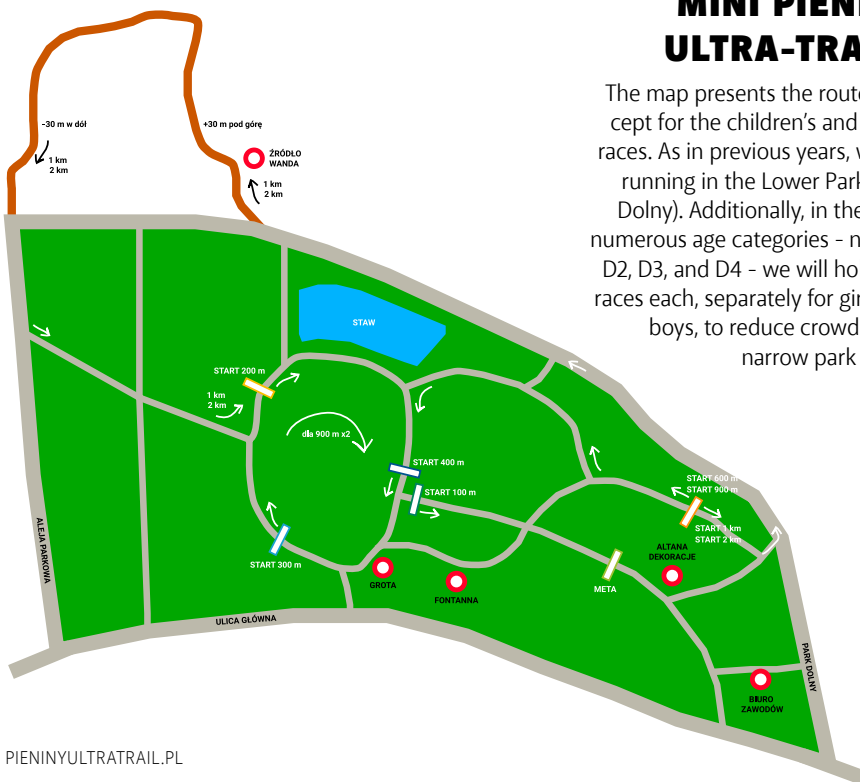 MINI PIENI
ULTRA-TRA
The map presents the route
cept for the children's and
races. As in previous years, w
running in the Lower Park
Dolny). Additionally, in the
numerous age categories - n
D2, D3, and D4 - we will ho
races each, separately for gir
boys, to reduce crowd
narrow park
-30 m w dół
1 km
2 km
+30 m pod górę
ŹRÓDŁO
WANDA
1 km
2 km
STAW
START 200 m
1 km
2 km
dla 900 m x2
START 400 m
START 100 m
START 600 m
START 900 m
START 1 km
START 2 km
ALTANA
DEKORACJE
START 300 m
GROTA
FONTANNA
META
ALEJA PARKOWA
ULICA GŁÓWNA
PARK DOLNY
BIURO
ZAWODÓW
PIENINYULTRATRAIL.PL